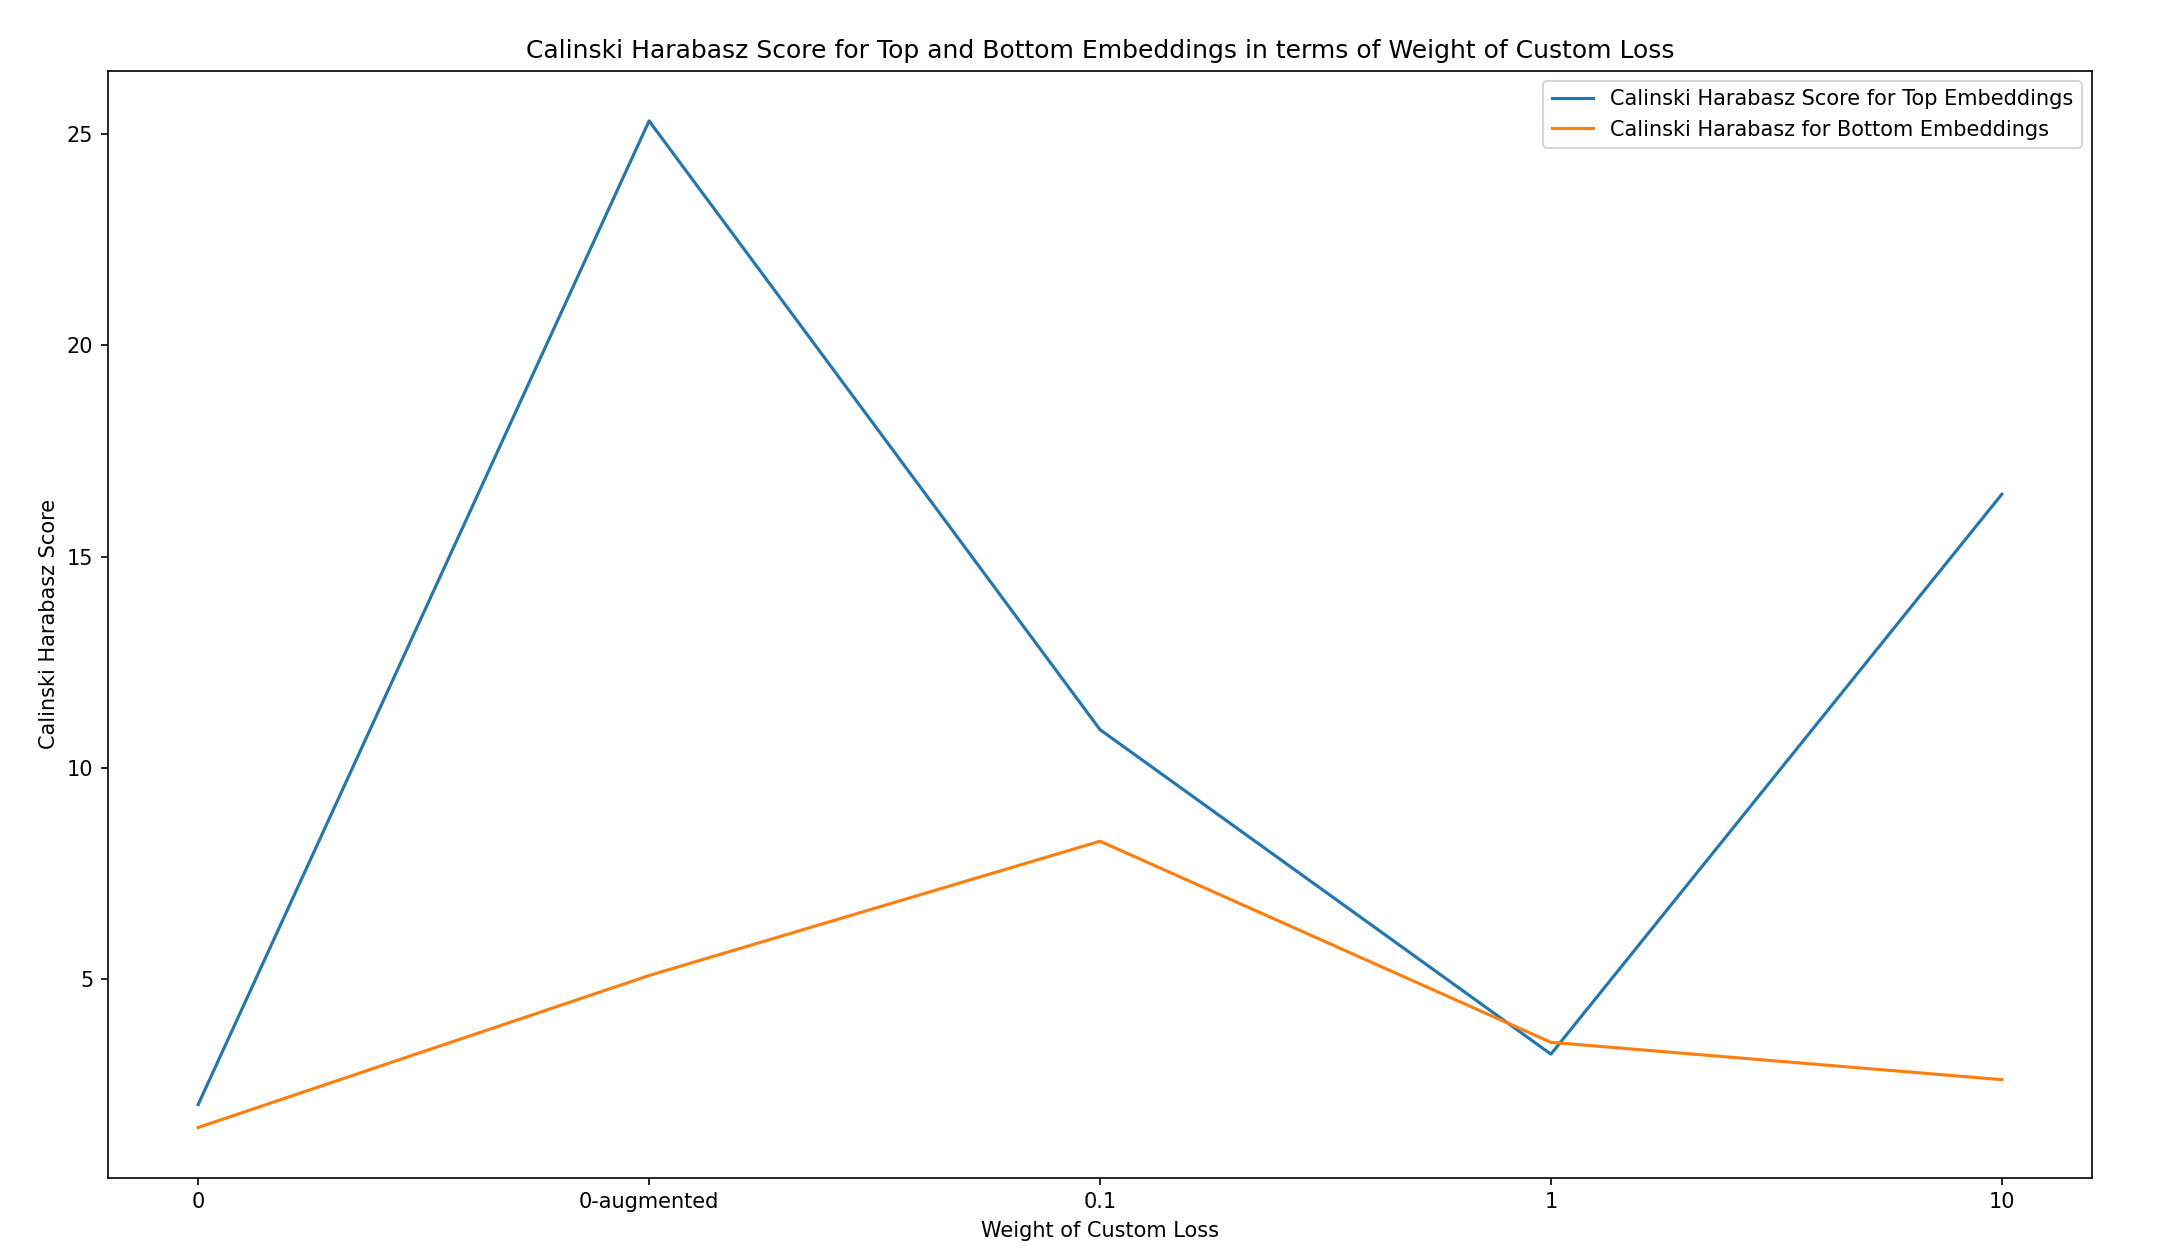 Calinski Harabasz Score for Top and Bottom Embeddings in terms of Weight of Custom Loss
Calinski Harabasz Score for Top Embeddings
Calinski Harabasz for Bottom Embeddings
Calinski Harabasz Score
25
20
15
10
5
0
0-augmented
0.1
1
10
Weight of Custom Loss